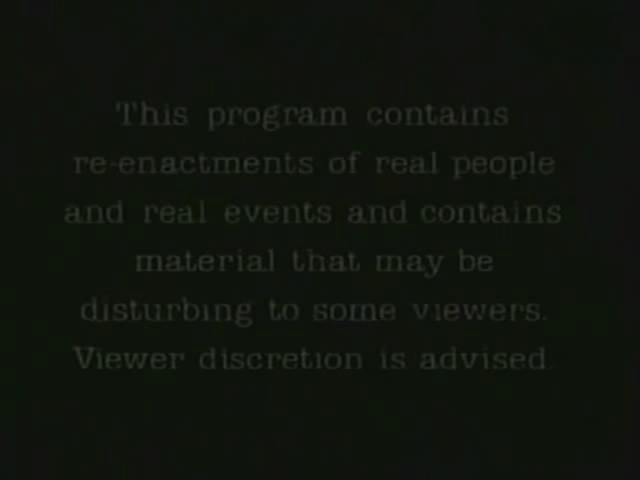 This program contains
re-enactments of real people
and real events and contains
material that may be
disturbing to some viewers.
Viewer discretion is advised.